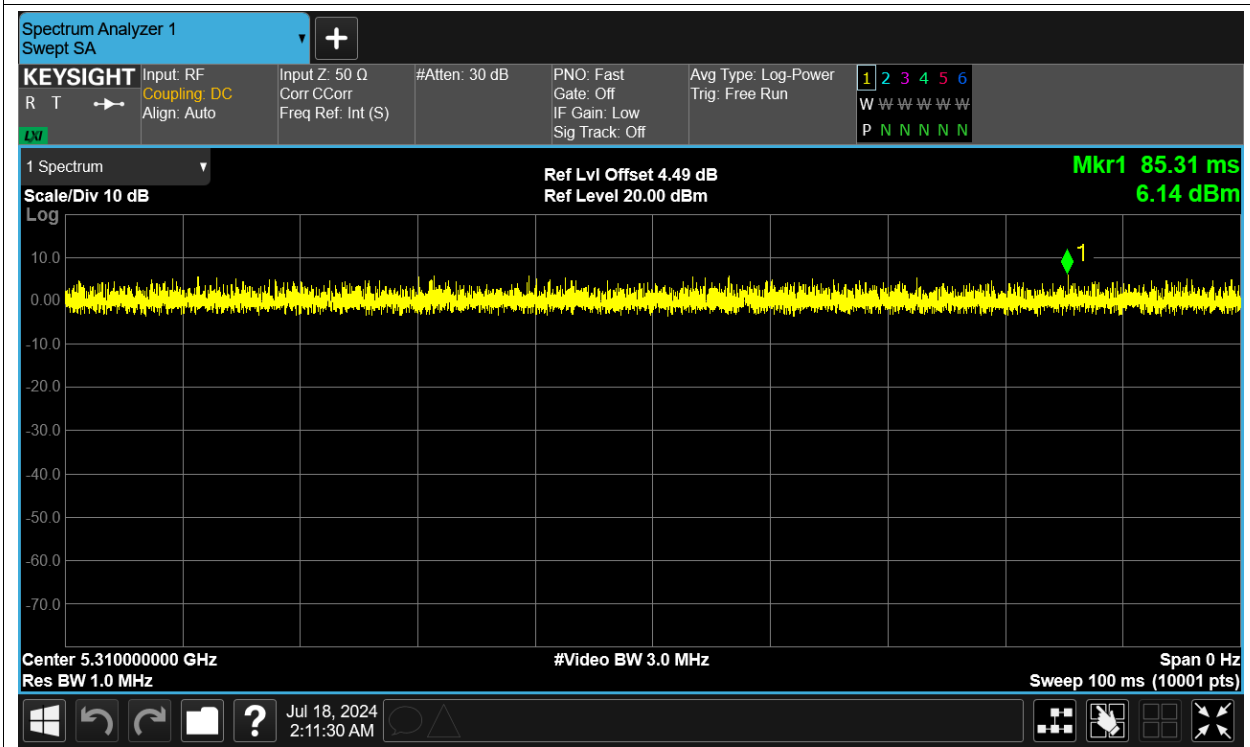 Spectrum Analyzer 1
Swept SA
KEYSIGHT
R T
LXI
Input: RF
Coupling: DC
Align: Auto
Input Z: 50 Ω
Corr CCorr
Freq Ref: Int (S)
#Atten: 30 dB
PNO: Fast
Gate: Off
IF Gain: Low
Sig Track: Off
Avg Type: Log-Power
Trig: Free Run
1 2 3 4 5 6
W W W W W W
P N N N N N
1 Spectrum
Scale/Div 10 dB
Ref Lvl Offset 4.49 dB
Ref Level 20.00 dBm
Mkr1 85.31 ms
6.14 dBm
Log
1
10.0
0.00
-10.0
-20.0
-30.0
-40.0
-50.0
-60.0
-70.0
Center 5.310000000 GHz
Res BW 1.0 MHz
#Video BW 3.0 MHz
Span 0 Hz
Sweep 100 ms (10001 pts)
?
Jul 18, 2024
2:11:30 AM